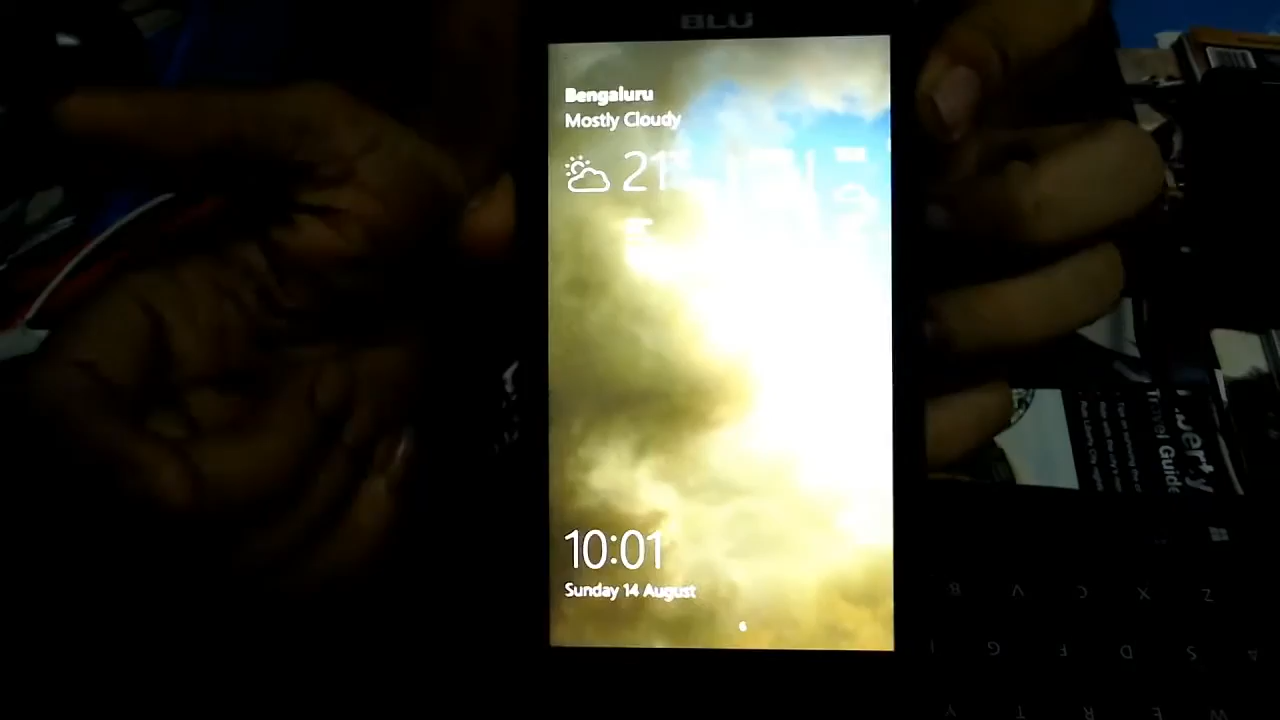 BLU
Bengaluru
Mostly Cloudy
21°
10:01
Sunday 14 August
Travel Guide
Z X C V B
A S D F G
W E R T Y